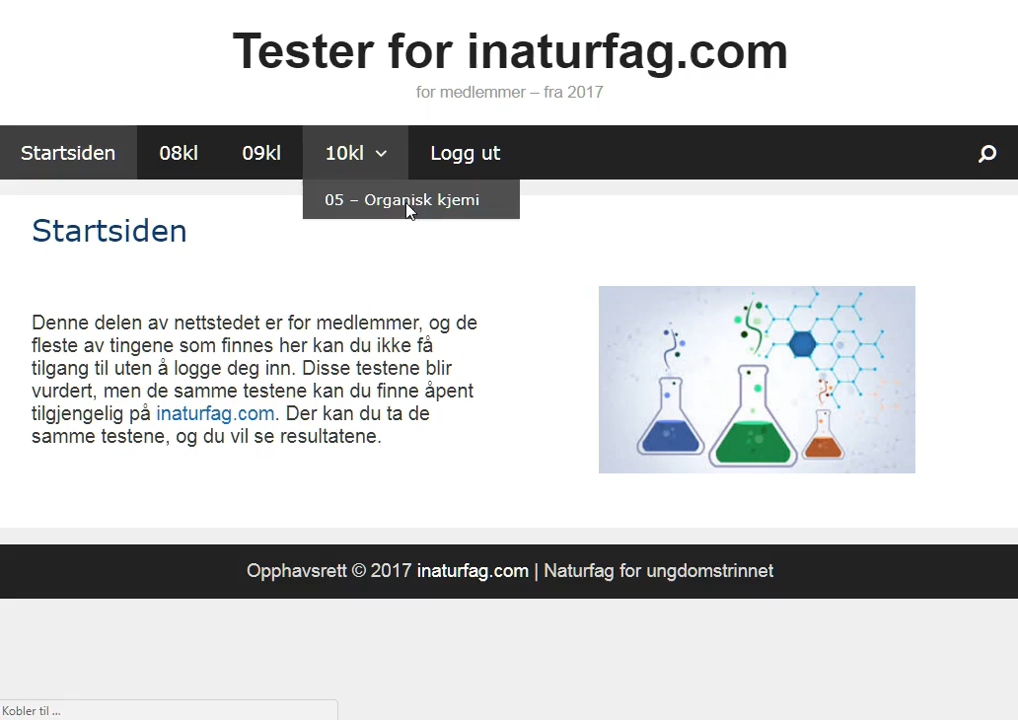 Tester for inaturfag.com
for medlemmer – fra 2017
Startsiden 08kl 09kl 10kl Logg ut
05 – Organisk kjemi
Startsiden
Denne delen av nettstedet er for medlemmer, og de
fleste av tingene som finnes her kan du ikke få
tilgang til uten å logge deg inn. Disse testene blir
vurdert, men de samme testene kan du finne åpent
tilgjengelig på inaturfag.com. Der kan du ta de
samme testene, og du vil se resultatene.
Opphavsrett © 2017 inaturfag.com | Naturfag for ungdomstrinnet
Kobler til ...